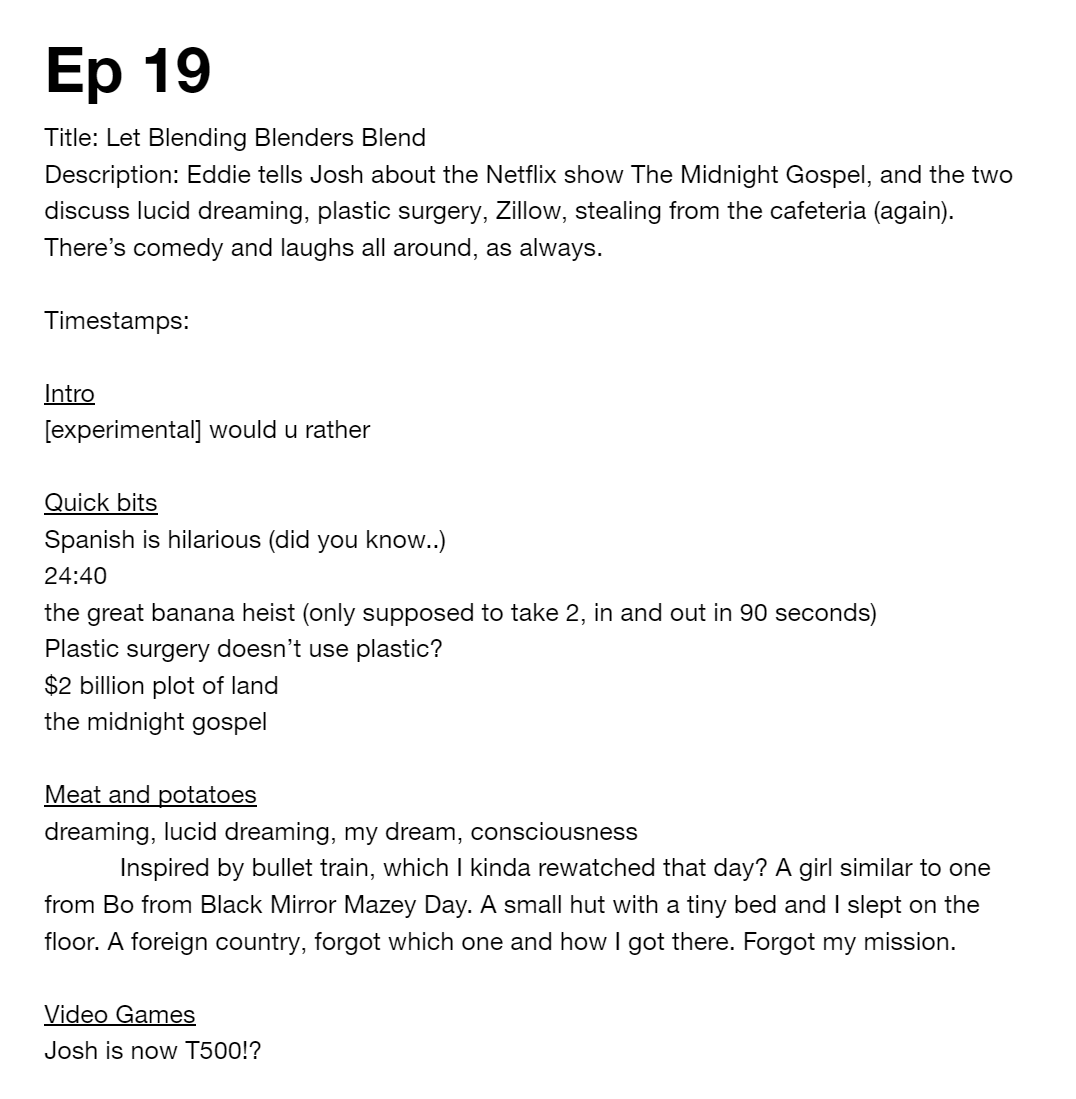 Ep 19
Title: Let Blending Blenders Blend
Description: Eddie tells Josh about the Netflix show The Midnight Gospel, and the two
discuss lucid dreaming, plastic surgery, Zillow, stealing from the cafeteria (again).
There’s comedy and laughs all around, as always.
Timestamps:
Intro
[experimental] would u rather
Quick bits
Spanish is hilarious (did you know..)
24:40
the great banana heist (only supposed to take 2, in and out in 90 seconds)
Plastic surgery doesn’t use plastic?
$2 billion plot of land
the midnight gospel
Meat and potatoes
dreaming, lucid dreaming, my dream, consciousness
Inspired by bullet train, which I kinda rewatched that day? A girl similar to one
from Bo from Black Mirror Mazey Day. A small hut with a tiny bed and I slept on the
floor. A foreign country, forgot which one and how I got there. Forgot my mission.
Video Games
Josh is now T500!?